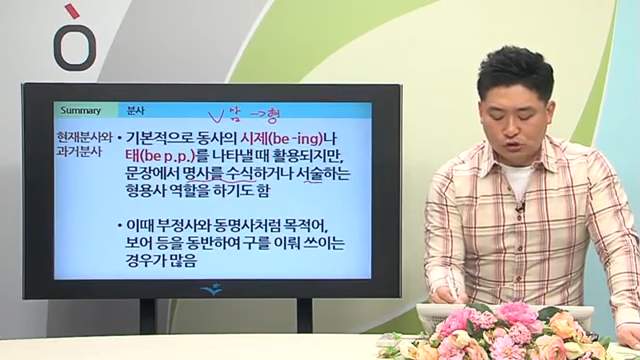 Summary 분사
V 맘 →형
현재분사와
과거분사
• 기본적으로 동사의 시제(be -ing)나
태(be p.p.)를 나타낼 때 활용되지만,
문장에서 명사를 수식하거나 서술하는
형용사 역할을 하기도 함
• 이때 부정사와 동명사처럼 목적어,
보어 등을 동반하여 구를 이뤄 쓰이는
경우가 많음